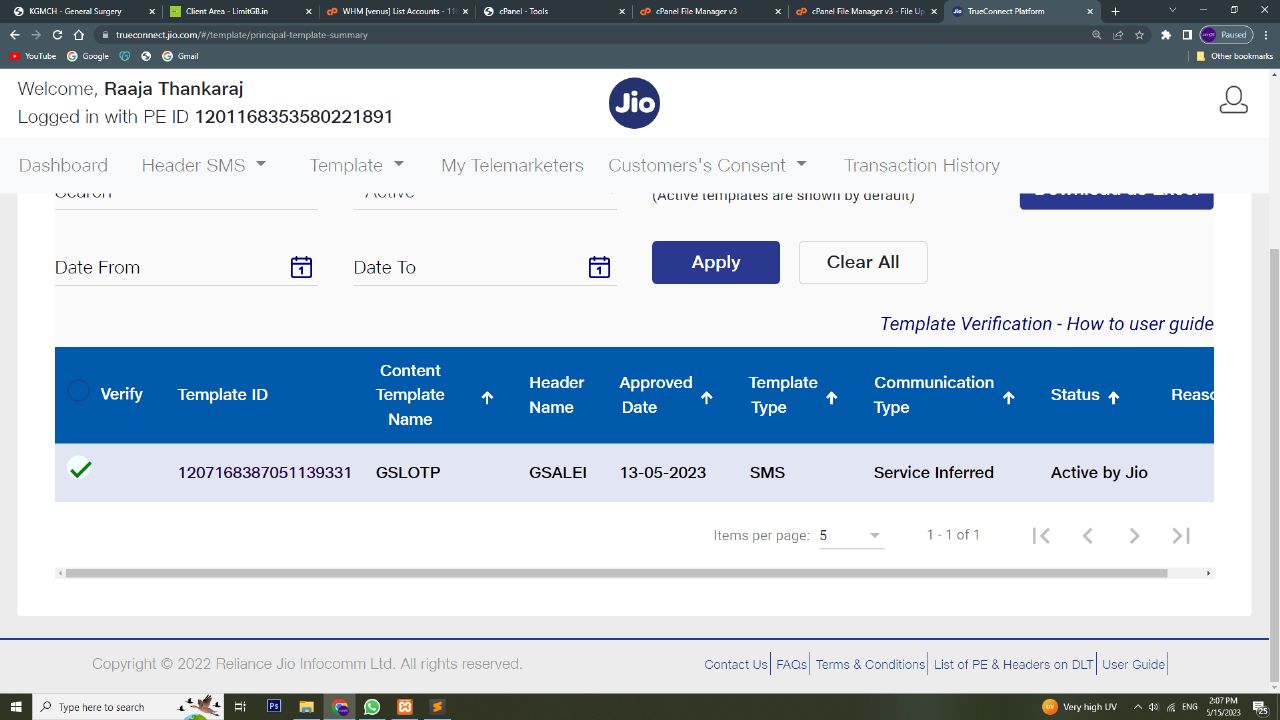 KGMCH - General Surgery
Client Area - LimitGB.in
WHM [venus] List Accounts - 11
cPanel - Tools
cPanel File Manager v3
cPanel File Manager v3 - File Up
TrueConnect Platform
trueconnect.jio.com/#/template/principal-template-summary
Paused
YouTube
Google
Gmail
Other bookmarks
Welcome, Raaja Thankaraj
Logged in with PE ID 1201168353580221891
Jio
Dashboard
Header SMS
Template
My Telemarketers
Customers's Consent
Transaction History
Search
Active
(Active templates are shown by default)
Download as Excel
Date From
Date To
Apply
Clear All
Template Verification - How to user guide
Verify
Template ID
Content
Template
Name
Header
Name
Approved
Date
Template
Type
Communication
Type
Status
Reaso
1207168387051139331
GSLOTP
GSALEI
13-05-2023
SMS
Service Inferred
Active by Jio
Items per page: 5
1 - 1 of 1
Copyright © 2022 Reliance Jio Infocomm Ltd. All rights reserved.
Contact Us
FAQs
Terms & Conditions
List of PE & Headers on DLT
User Guide
Type here to search
Ps
Very high UV
ENG
2:07 PM
5/15/2023
25